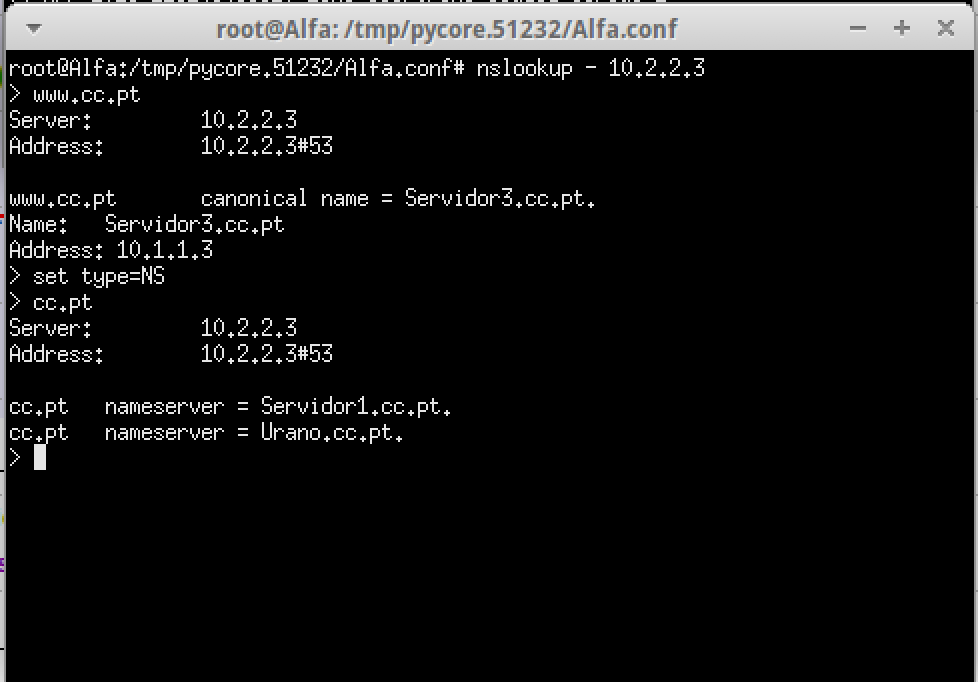 root@Alfa: /tmp/pycore.51232/Alfa.conf
root@Alfa:/tmp/pycore.51232/Alfa.conf# nslookup - 10.2.2.3
> www.cc.pt
Server:         10.2.2.3
Address:        10.2.2.3#53

www.cc.pt       canonical name = Servidor3.cc.pt.
Name:   Servidor3.cc.pt
Address: 10.1.1.3
> set type=NS
> cc.pt
Server:         10.2.2.3
Address:        10.2.2.3#53

cc.pt   nameserver = Servidor1.cc.pt.
cc.pt   nameserver = Urano.cc.pt.
>